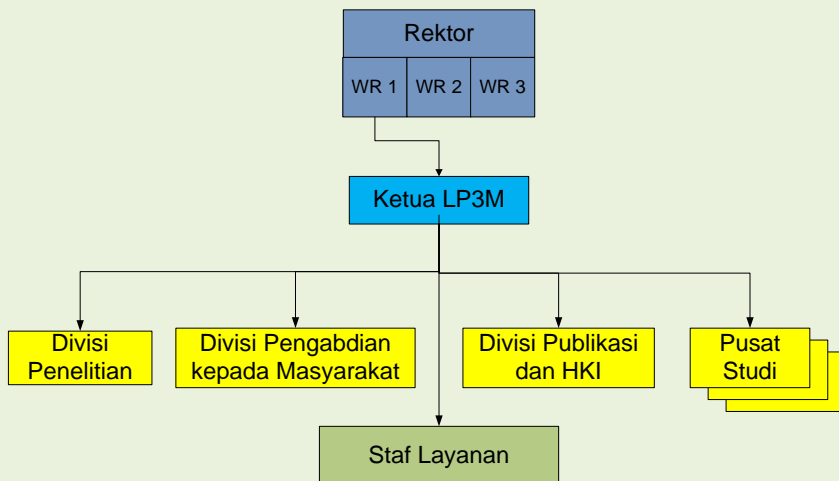 Rektor
WR 1
WR 2
WR 3
Ketua LP3M
Divisi
Penelitian
Divisi Pengabdian
kepada Masyarakat
Divisi Publikasi
dan HKI
Pusat
Studi
Staf Layanan